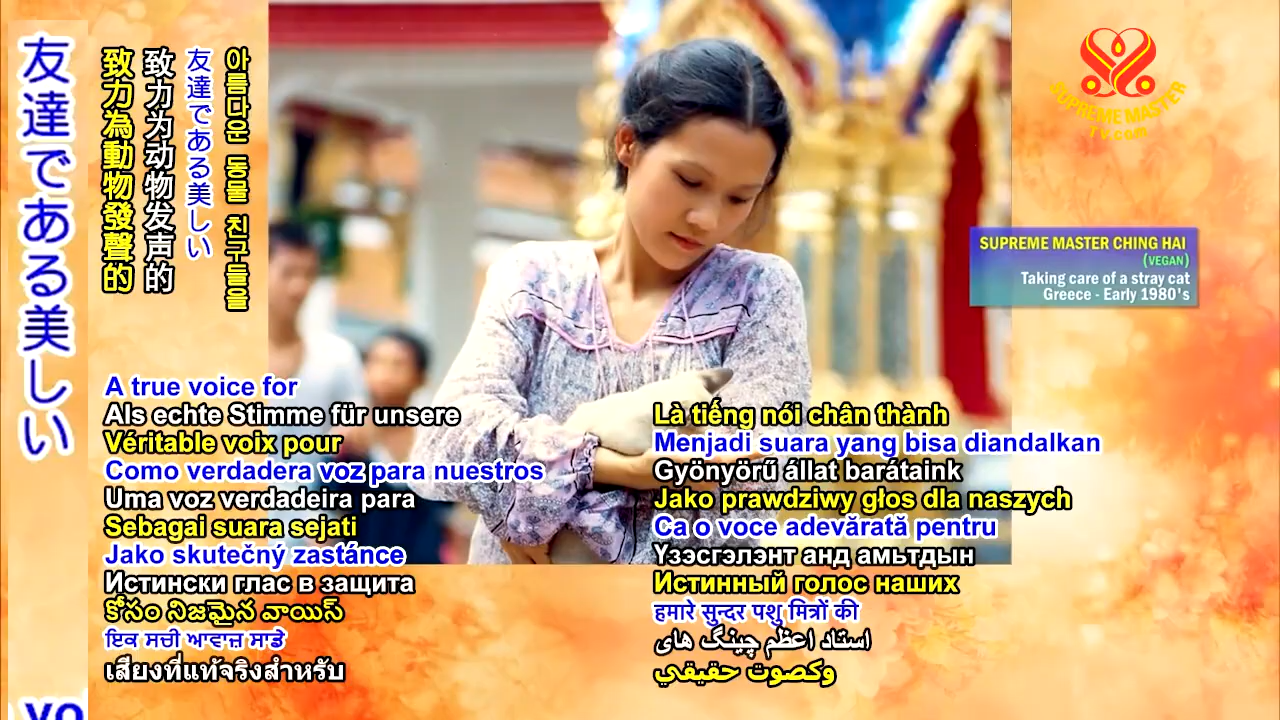 友達である美しい
vo
致力為動物發聲的
致力为动物发声的
友達である美しい
아름다운 동물 친구들을
SUPREME MASTER
TV.com
SUPREME MASTER CHING HAI
(VEGAN)
Taking care of a stray cat
Greece - Early 1980's
A true voice for
Als echte Stimme für unsere
Véritable voix pour
Como verdadera voz para nuestros
Uma voz verdadeira para
Sebagai suara sejati
Jako skutečný zastánce
Истински глас в защита
కోసం నిజమైన వాయిస్
ਇਕ ਸਚੀ ਆਵਾਜ਼ ਸਾਡੇ
เสียงที่แท้จริงสำหรับ
Là tiếng nói chân thành
Menjadi suara yang bisa diandalkan
Gyönyörű állat barátaink
Jako prawdziwy głos dla naszych
Ca o voce adevărată pentru
Үзэсгэлэнт анд амьтдын
Истинный голос наших
हमारे सुन्दर पशु मित्रों की
استاد اعظم چینگ های
وكصوت حقيقي